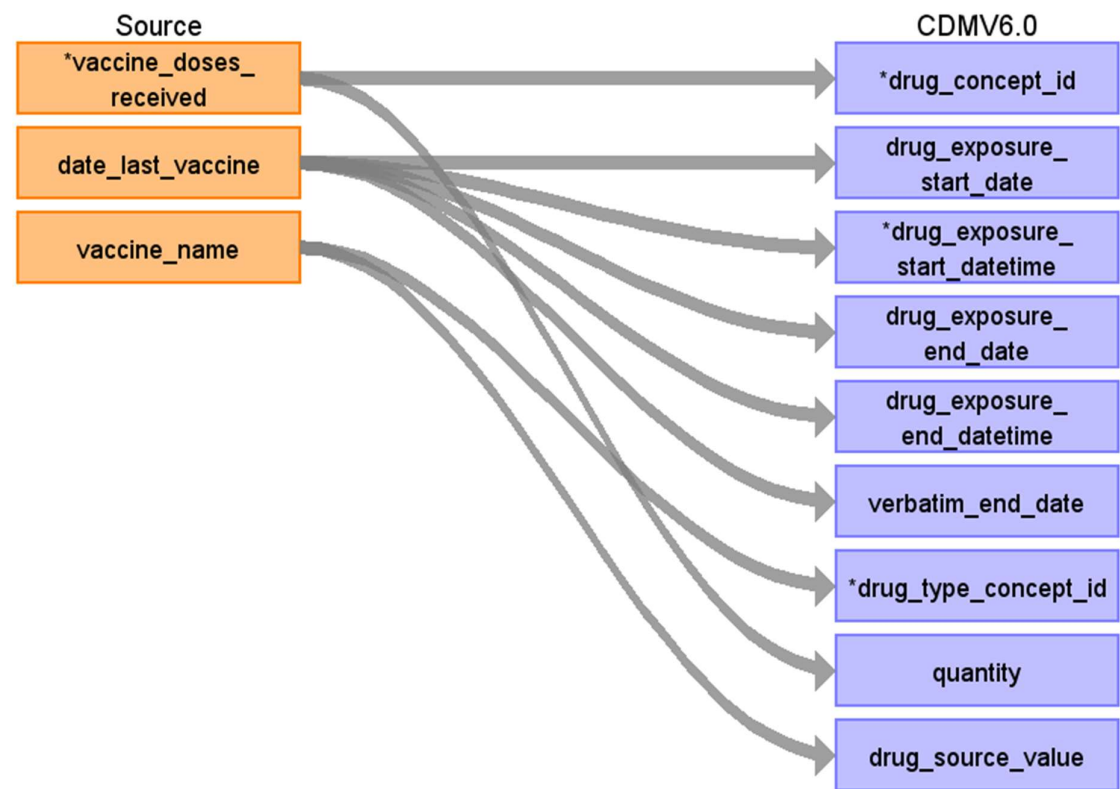 Source
CDMV6.0
*vaccine_doses_
received
date_last_vaccine
vaccine_name
*drug_concept_id
drug_exposure_
start_date
*drug_exposure_
start_datetime
drug_exposure_
end_date
drug_exposure_
end_datetime
verbatim_end_date
*drug_type_concept_id
quantity
drug_source_value